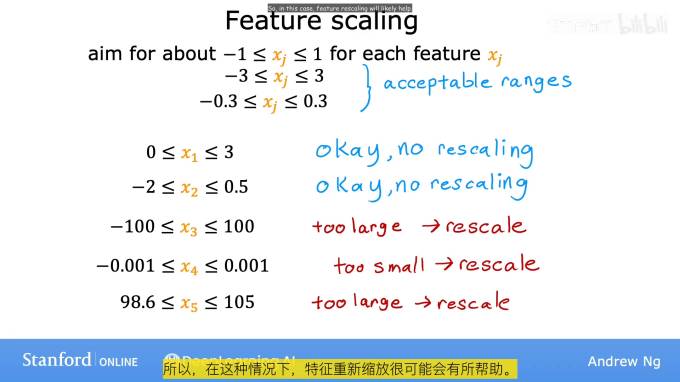 So, in this case, feature rescaling will likely help.
Feature scaling
bilibili
aim for about −1 ≤ xj ≤ 1 for each feature xj
−3 ≤ xj ≤ 3
−0.3 ≤ xj ≤ 0.3
acceptable ranges
0 ≤ x1 ≤ 3 okay, no rescaling
−2 ≤ x2 ≤ 0.5 okay, no rescaling
−100 ≤ x3 ≤ 100 too large → rescale
−0.001 ≤ x4 ≤ 0.001 too small → rescale
98.6 ≤ x5 ≤ 105 too large → rescale
Stanford ONLINE DeepLearning.AI Andrew Ng
所以，在这种情况下，特征重新缩放很可能会有所帮助。